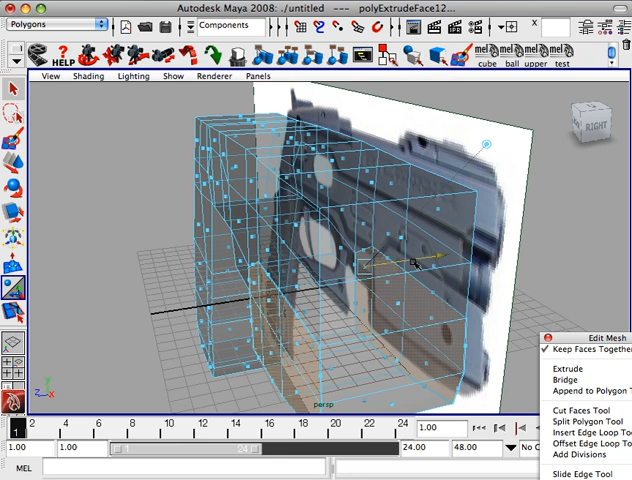 Autodesk Maya 2008: ./untitled --- polyExtrudeFace12...
Polygons
Components
X
HELP
mel mel mel mel
cube ball upper test
View Shading Lighting Show Renderer Panels
RIGHT
persp
Edit Mesh
Keep Faces Together
Extrude
Bridge
Append to Polygon T
Cut Faces Tool
Split Polygon Tool
Insert Edge Loop To
Offset Edge Loop To
Add Divisions
Slide Edge Tool
1 2 4 6 8 10 12 14 16 18 20 22 24 1.00
1.00 1.00 1 24 24.00 48.00 No C
MEL